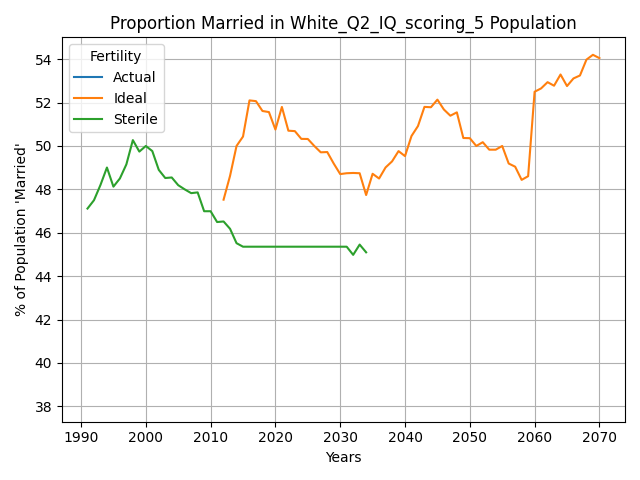 Proportion Married in White_Q2_IQ_scoring_5 Population
Fertility
Actual
Ideal
Sterile
% of Population 'Married'
54
52
50
48
46
44
42
40
38
1990 2000 2010 2020 2030 2040 2050 2060 2070
Years